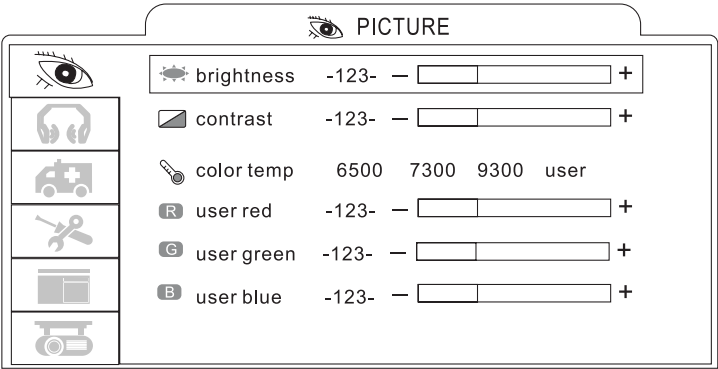 PICTURE
brightness -123- — +
contrast -123- — +
color temp 6500 7300 9300 user
R user red -123- — +
G user green -123- — +
B user blue -123- — +